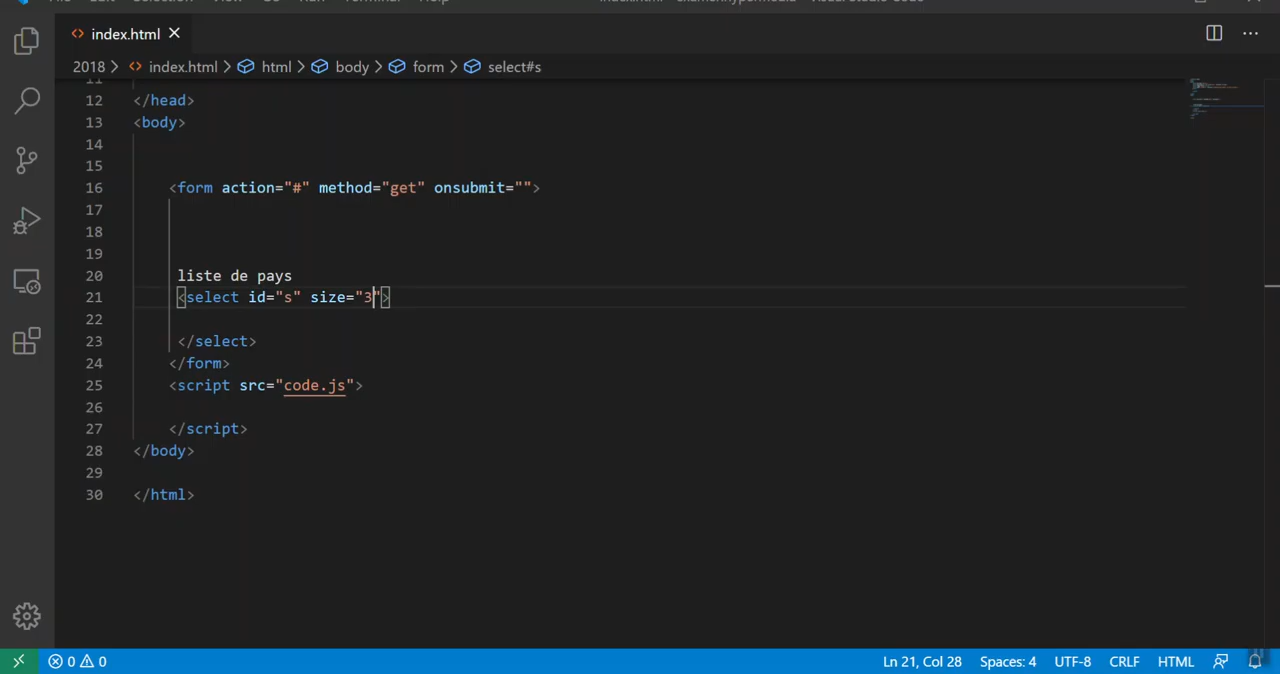 index.html
2018 > index.html > html > body > form > select#s
12 </head>
13 <body>
14
15
16 <form action="#" method="get" onsubmit="">
17
18
19
20 liste de pays
21 <select id="s" size="3">
22
23 </select>
24 </form>
25 <script src="code.js">
26
27 </script>
28 </body>
29
30 </html>
0 0 Ln 21, Col 28 Spaces: 4 UTF-8 CRLF HTML